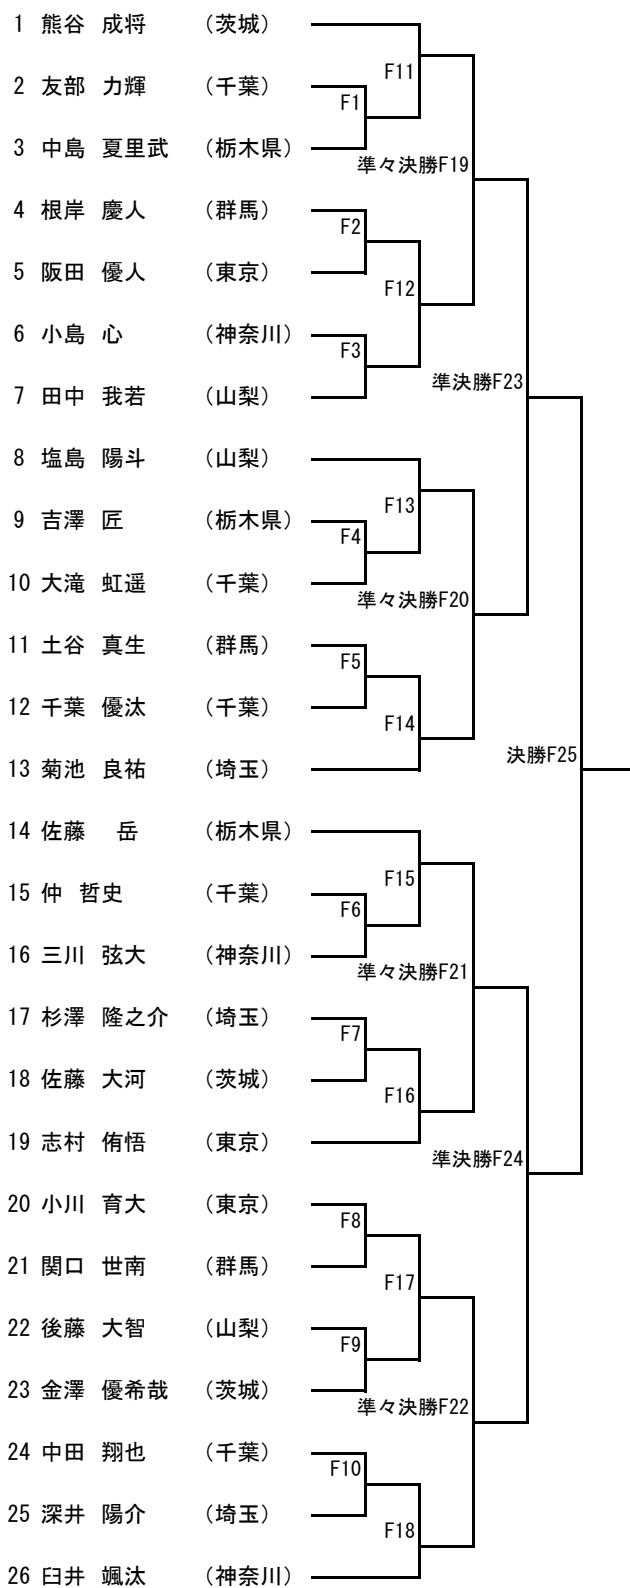 1 熊谷 成将 （茨城）
F11
2 友部 力輝 （千葉）
F1
3 中島 夏里武 （栃木県）
準々決勝F19
4 根岸 慶人 （群馬）
F2
5 阪田 優人 （東京）
F12
6 小島 心 （神奈川）
F3
7 田中 我若 （山梨）
準決勝F23
8 塩島 陽斗 （山梨）
F13
9 吉澤 匠 （栃木県）
F4
10 大滝 虹遥 （千葉）
準々決勝F20
11 土谷 真生 （群馬）
F5
12 千葉 優汰 （千葉）
F14
13 菊池 良祐 （埼玉）
決勝F25
14 佐藤 岳 （栃木県）
F15
15 仲 哲史 （千葉）
F6
16 三川 弦大 （神奈川）
準々決勝F21
17 杉澤 隆之介 （埼玉）
F7
18 佐藤 大河 （茨城）
F16
19 志村 侑悟 （東京）
準決勝F24
20 小川 育大 （東京）
F8
21 関口 世南 （群馬）
F17
22 後藤 大智 （山梨）
F9
23 金澤 優希哉 （茨城）
準々決勝F22
24 中田 翔也 （千葉）
F10
25 深井 陽介 （埼玉）
F18
26 臼井 颯汰 （神奈川）